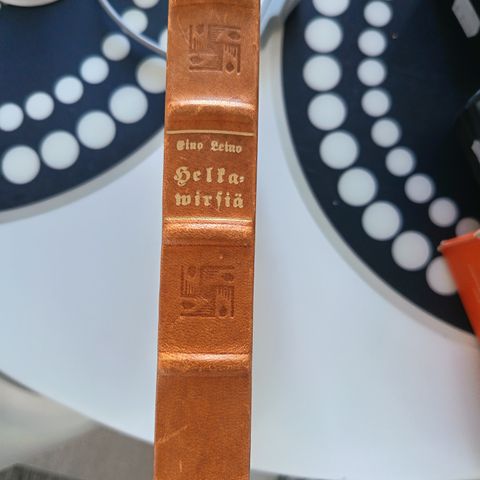 Eino Leino
Helka-
wirsiä